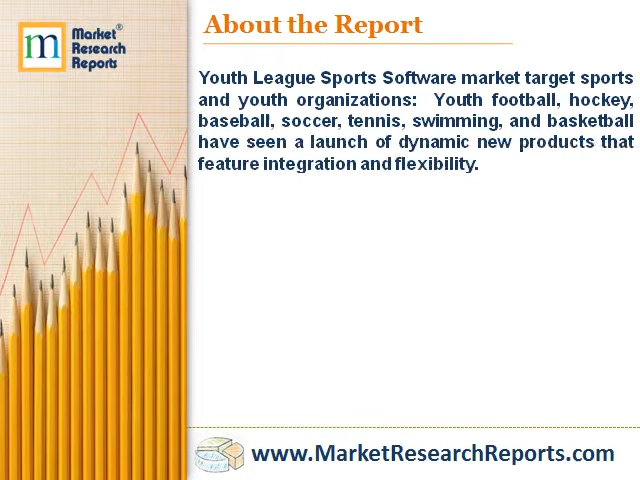 m
Market®
Research
Reports
About the Report
Youth League Sports Software market target sports
and youth organizations: Youth football, hockey,
baseball, soccer, tennis, swimming, and basketball
have seen a launch of dynamic new products that
feature integration and flexibility.
www.MarketResearchReports.com